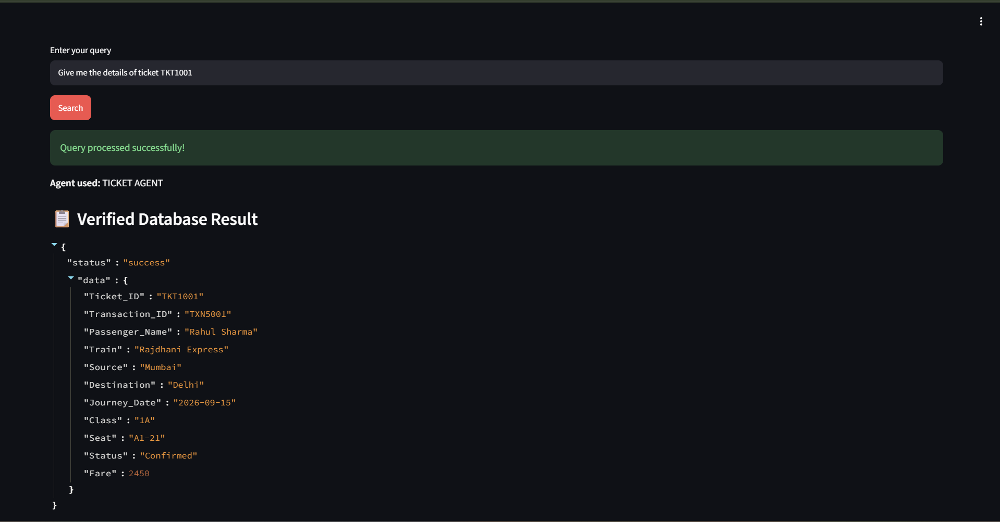 Enter your query
Give me the details of ticket TKT1001
Search
Query processed successfully!
Agent used: TICKET AGENT
Verified Database Result
{
"status" : "success"
"data" : {
"Ticket_ID" : "TKT1001"
"Transaction_ID" : "TXN5001"
"Passenger_Name" : "Rahul Sharma"
"Train" : "Rajdhani Express"
"Source" : "Mumbai"
"Destination" : "Delhi"
"Journey_Date" : "2026-09-15"
"Class" : "1A"
"Seat" : "A1-21"
"Status" : "Confirmed"
"Fare" : 2450
}
}